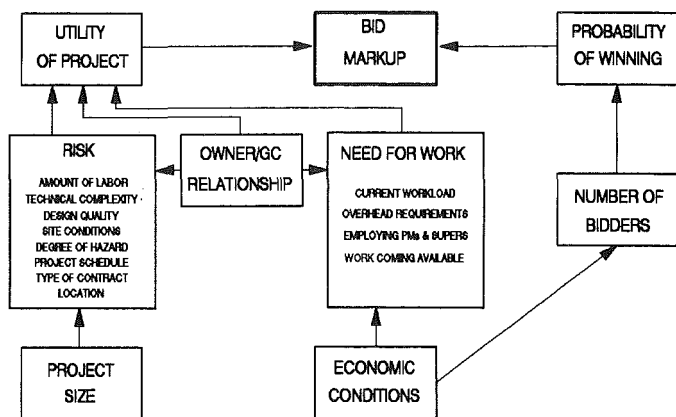 UTILITY
OF PROJECT
BID
MARKUP
PROBABILITY
OF WINNING
RISK
AMOUNT OF LABOR
TECHNICAL COMPLEXITY
DESIGN QUALITY
SITE CONDITIONS
DEGREE OF HAZARD
PROJECT SCHEDULE
TYPE OF CONTRACT
LOCATION
OWNER/GC
RELATIONSHIP
NEED FOR WORK
CURRENT WORKLOAD
OVERHEAD REQUIREMENTS
EMPLOYING PMs & SUPERS
WORK COMING AVAILABLE
NUMBER OF
BIDDERS
PROJECT
SIZE
ECONOMIC
CONDITIONS